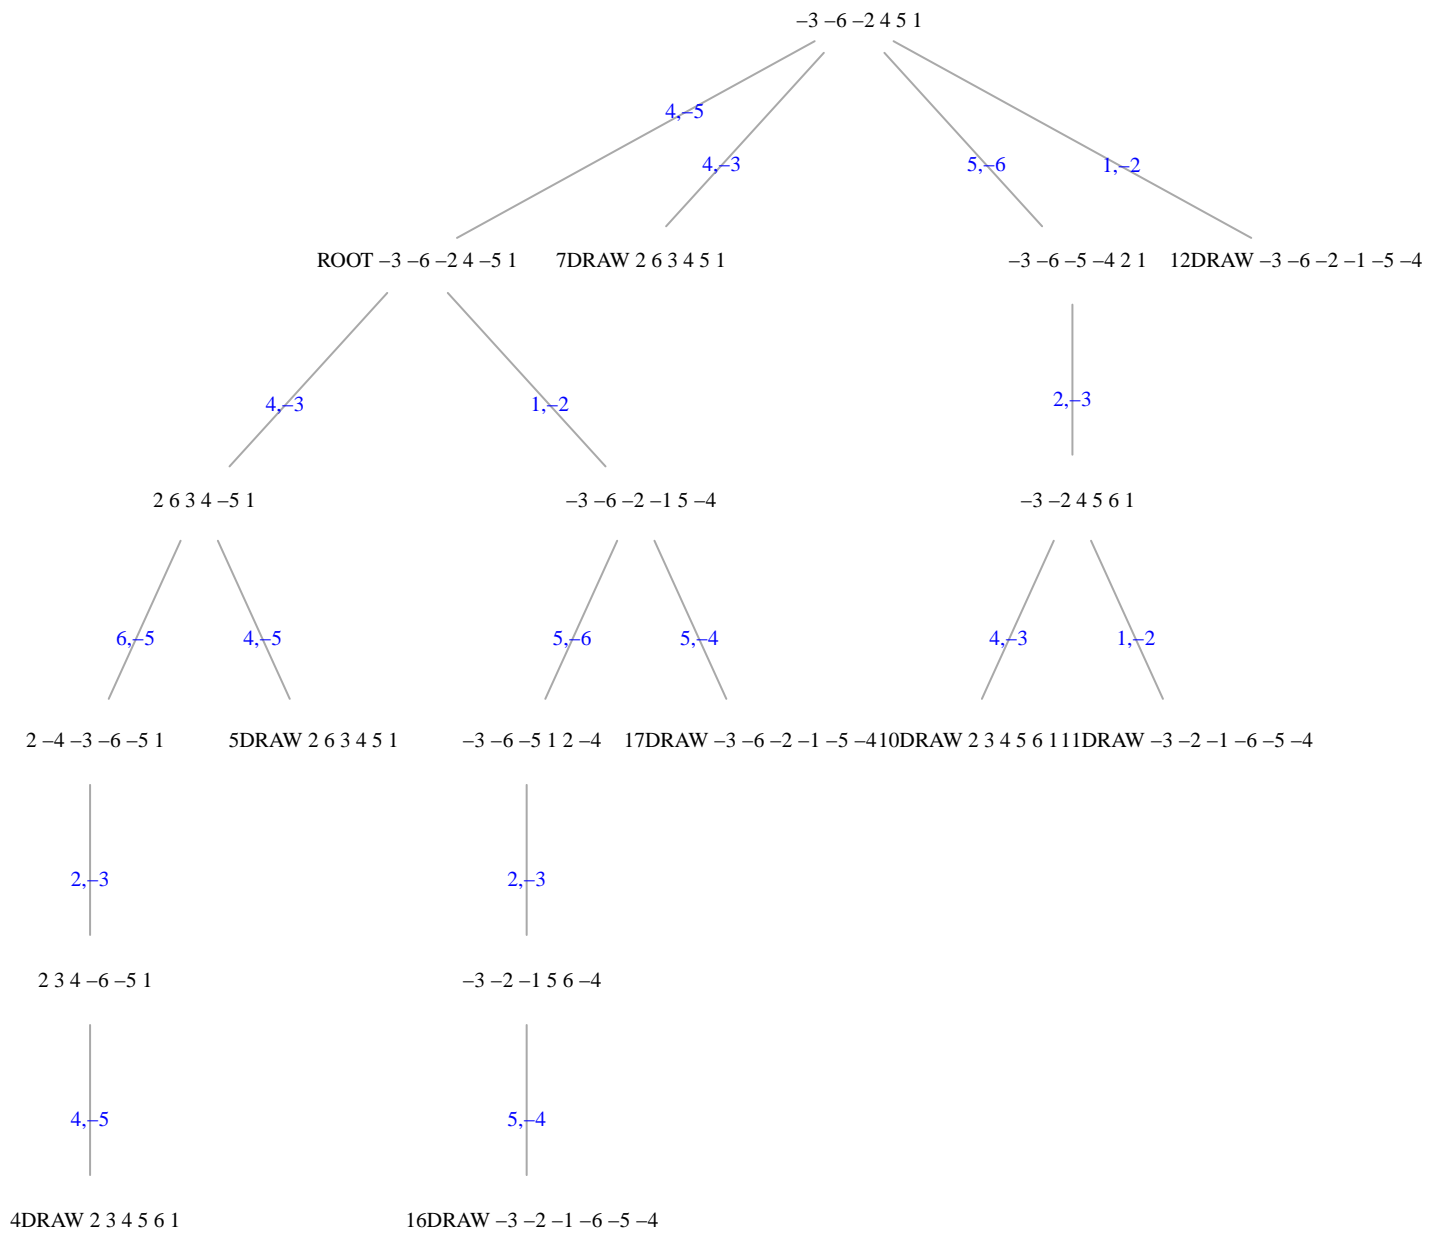 –3 –6 –2 4 5 1
4,–5
4,–3
5,–6
1,–2
ROOT –3 –6 –2 4 –5 1
7DRAW 2 6 3 4 5 1
–3 –6 –5 –4 2 1
12DRAW –3 –6 –2 –1 –5 –4
4,–3
1,–2
2,–3
2 6 3 4 –5 1
–3 –6 –2 –1 5 –4
–3 –2 4 5 6 1
6,–5
4,–5
5,–6
5,–4
4,–3
1,–2
2 –4 –3 –6 –5 1
5DRAW 2 6 3 4 5 1
–3 –6 –5 1 2 –4
17DRAW –3 –6 –2 –1 –5 –4
10DRAW 2 3 4 5 6 1
11DRAW –3 –2 –1 –6 –5 –4
2,–3
2,–3
2 3 4 –6 –5 1
–3 –2 –1 5 6 –4
4,–5
5,–4
4DRAW 2 3 4 5 6 1
16DRAW –3 –2 –1 –6 –5 –4